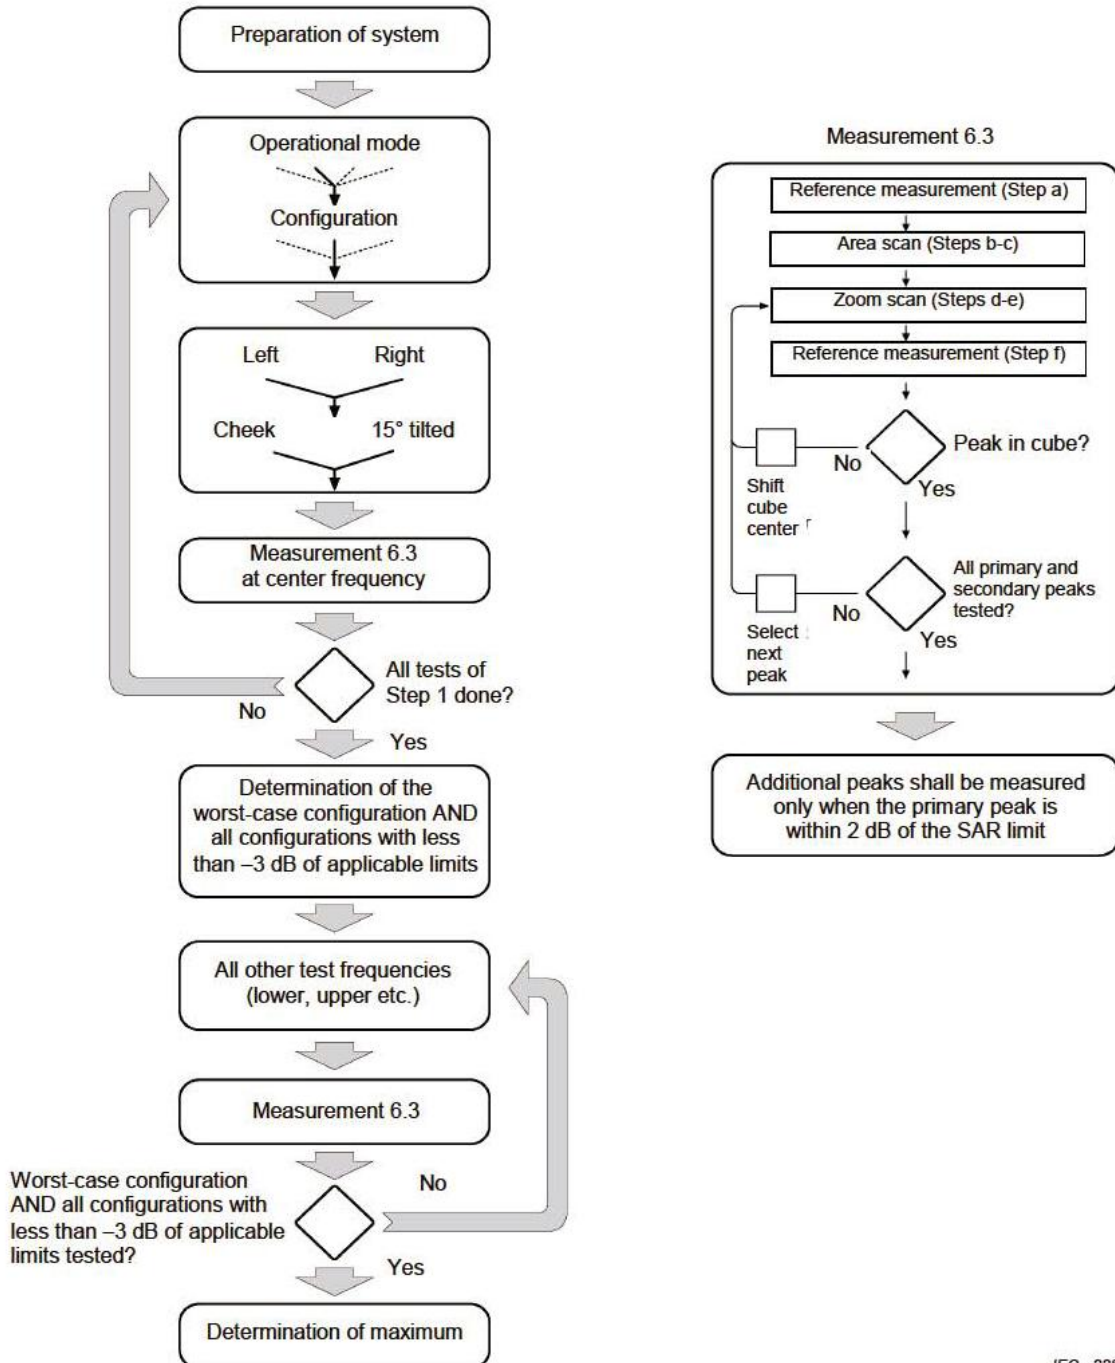 Preparation of system
Operational mode
Configuration
Left Right
Cheek 15° tilted
Measurement 6.3
at center frequency
All tests of
Step 1 done?
No
Yes
Determination of the
worst-case configuration AND
all configurations with less
than –3 dB of applicable limits
All other test frequencies
(lower, upper etc.)
Measurement 6.3
Worst-case configuration
AND all configurations with
less than –3 dB of applicable
limits tested?
No
Yes
Determination of maximum
Measurement 6.3
Reference measurement (Step a)
Area scan (Steps b-c)
Zoom scan (Steps d-e)
Reference measurement (Step f)
Peak in cube?
No
Yes
Shift
cube
center
All primary and
secondary peaks
tested?
No
Yes
Select
next
peak
Additional peaks shall be measured
only when the primary peak is
within 2 dB of the SAR limit
IEC